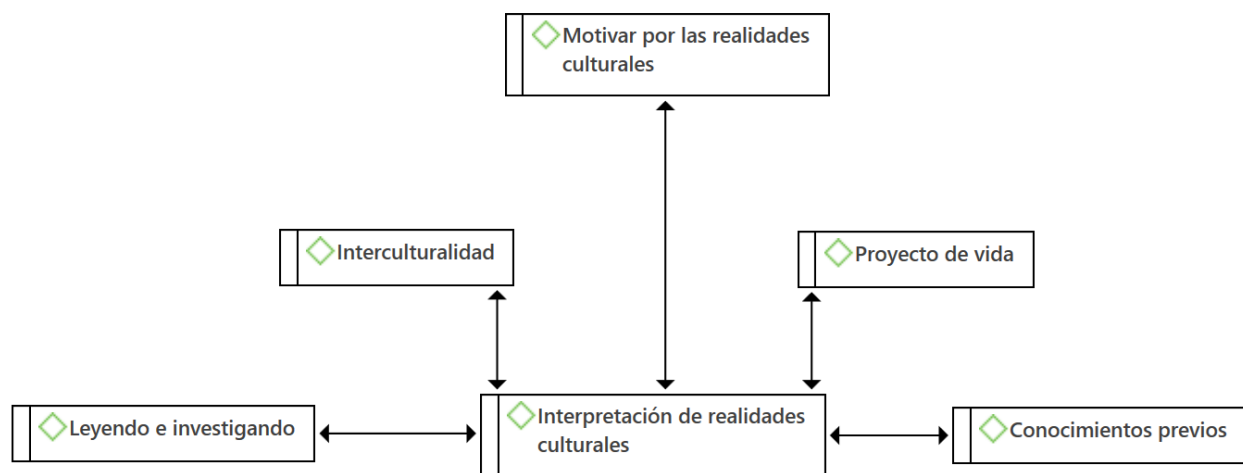 Motivar por las realidades
culturales
Interculturalidad
Proyecto de vida
Leyendo e investigando
Interpretación de realidades
culturales
Conocimientos previos